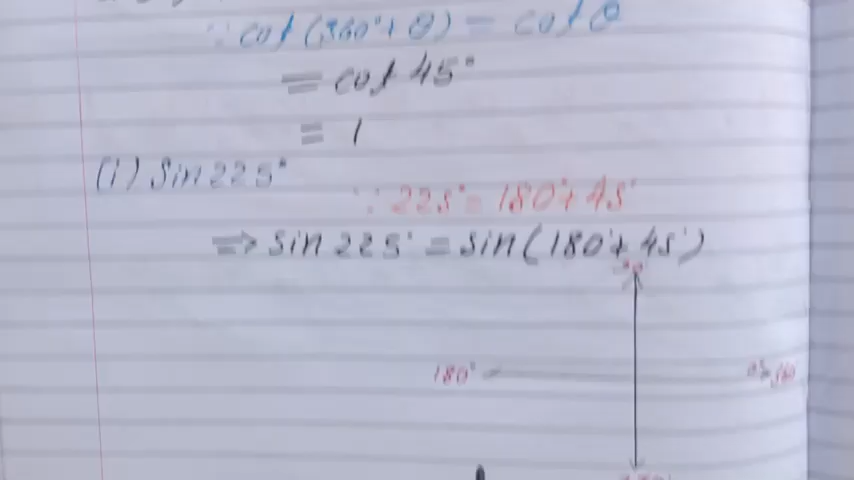 ∵ cot (360° + θ) = cot θ
= cot 45°
= 1
(i) Sin 225°
∵ 225° = 180° + 45°
⇒ sin 225° = sin (180° + 45°)
180°